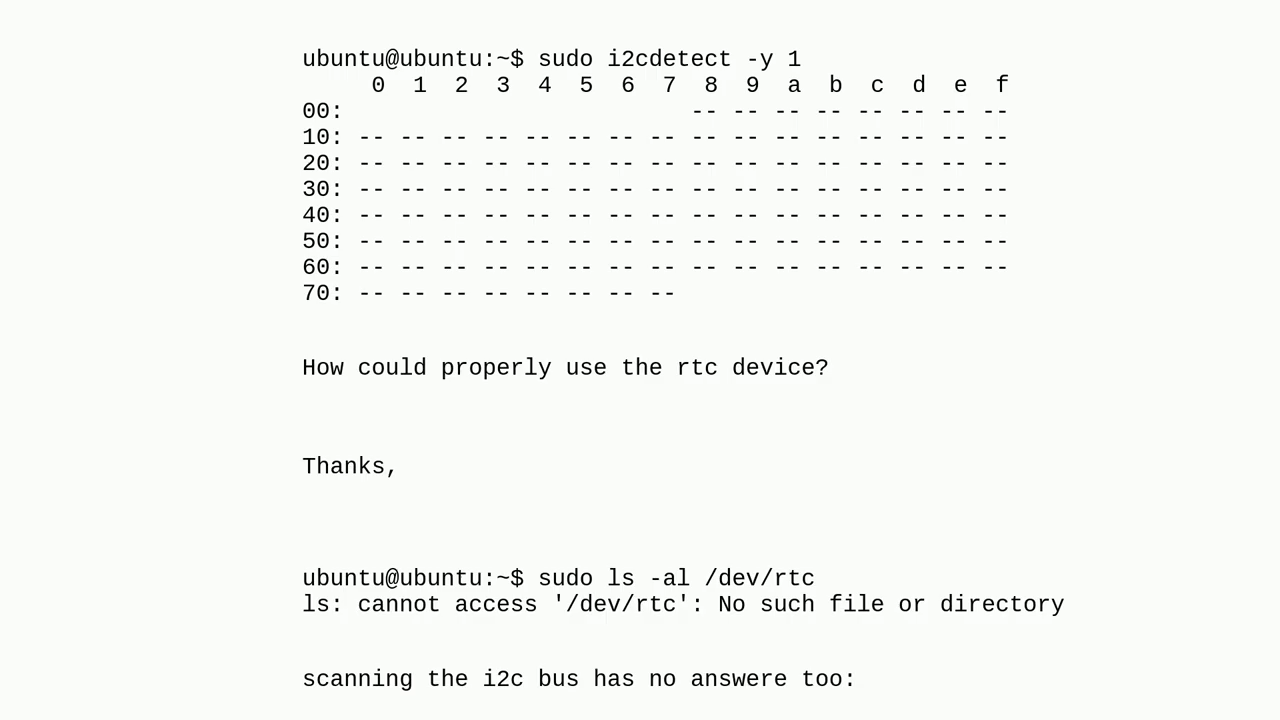 ubuntu@ubuntu:~$ sudo i2cdetect -y 1
     0  1  2  3  4  5  6  7  8  9  a  b  c  d  e  f
00:                         -- -- -- -- -- -- -- --
10: -- -- -- -- -- -- -- -- -- -- -- -- -- -- -- --
20: -- -- -- -- -- -- -- -- -- -- -- -- -- -- -- --
30: -- -- -- -- -- -- -- -- -- -- -- -- -- -- -- --
40: -- -- -- -- -- -- -- -- -- -- -- -- -- -- -- --
50: -- -- -- -- -- -- -- -- -- -- -- -- -- -- -- --
60: -- -- -- -- -- -- -- -- -- -- -- -- -- -- -- --
70: -- -- -- -- -- -- -- --
How could properly use the rtc device?
Thanks,
ubuntu@ubuntu:~$ sudo ls -al /dev/rtc
ls: cannot access '/dev/rtc': No such file or directory
scanning the i2c bus has no answere too: